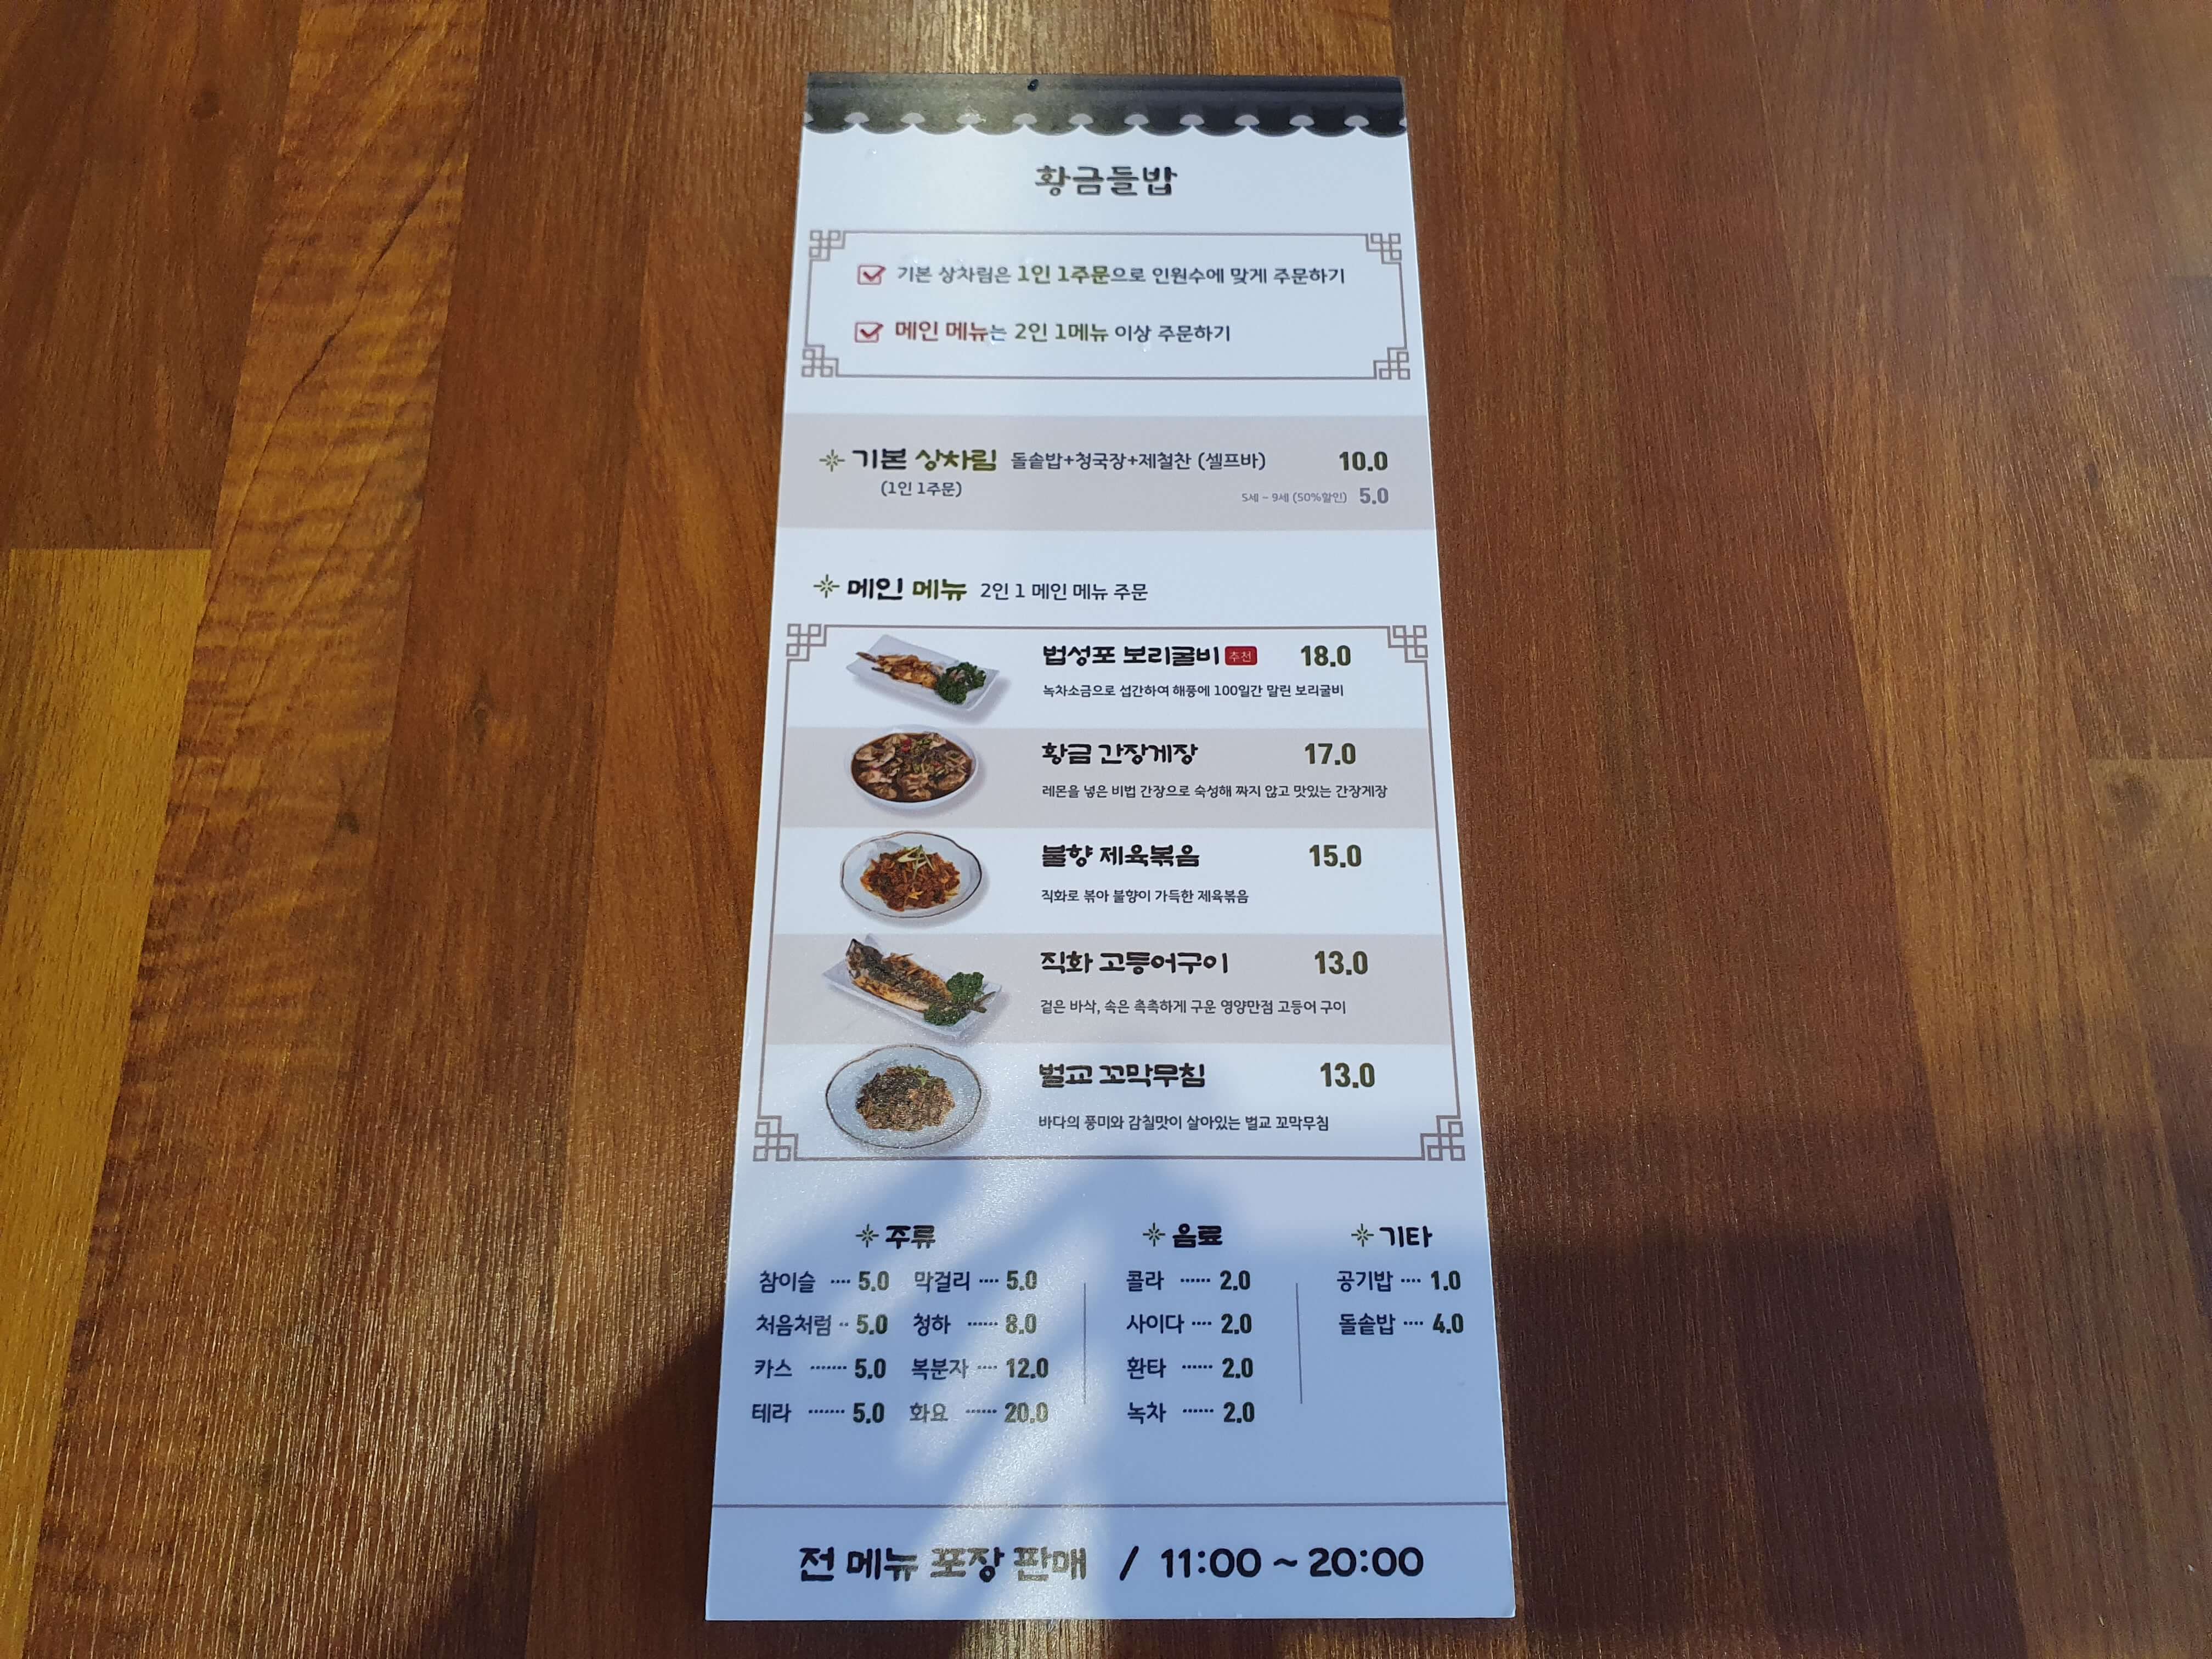 황금들밥
기본 상차림은 1인 1주문으로 인원수에 맞게 주문하기
메인 메뉴는 2인 1메뉴 이상 주문하기
기본 상차림 돌솥밥+청국장+제철찬 (셀프바) 10.0
(1인 1주문)
5세 ~ 9세 (50%할인) 5.0
메인 메뉴 2인 1 메인 메뉴 주문
법성포 보리굴비 추천 18.0
녹차소금으로 섭간하여 해풍에 100일간 말린 보리굴비
황금 간장게장 17.0
레몬을 넣은 비법 간장으로 숙성해 짜지 않고 맛있는 간장게장
불향 제육볶음 15.0
직화로 볶아 불향이 가득한 제육볶음
직화 고등어구이 13.0
겉은 바삭, 속은 촉촉하게 구운 영양만점 고등어 구이
벌교 꼬막무침 13.0
바다의 풍미와 감칠맛이 살아있는 벌교 꼬막무침
주류
참이슬 ···· 5.0 막걸리 ···· 5.0
처음처럼 ·· 5.0 청하 ······ 8.0
카스 ······· 5.0 복분자 ···· 12.0
테라 ······· 5.0 화요 ······ 20.0
음료
콜라 ······ 2.0
사이다 ···· 2.0
환타 ······ 2.0
녹차 ······ 2.0
기타
공기밥 ···· 1.0
돌솥밥 ···· 4.0
전 메뉴 포장 판매 / 11:00 ~ 20:00